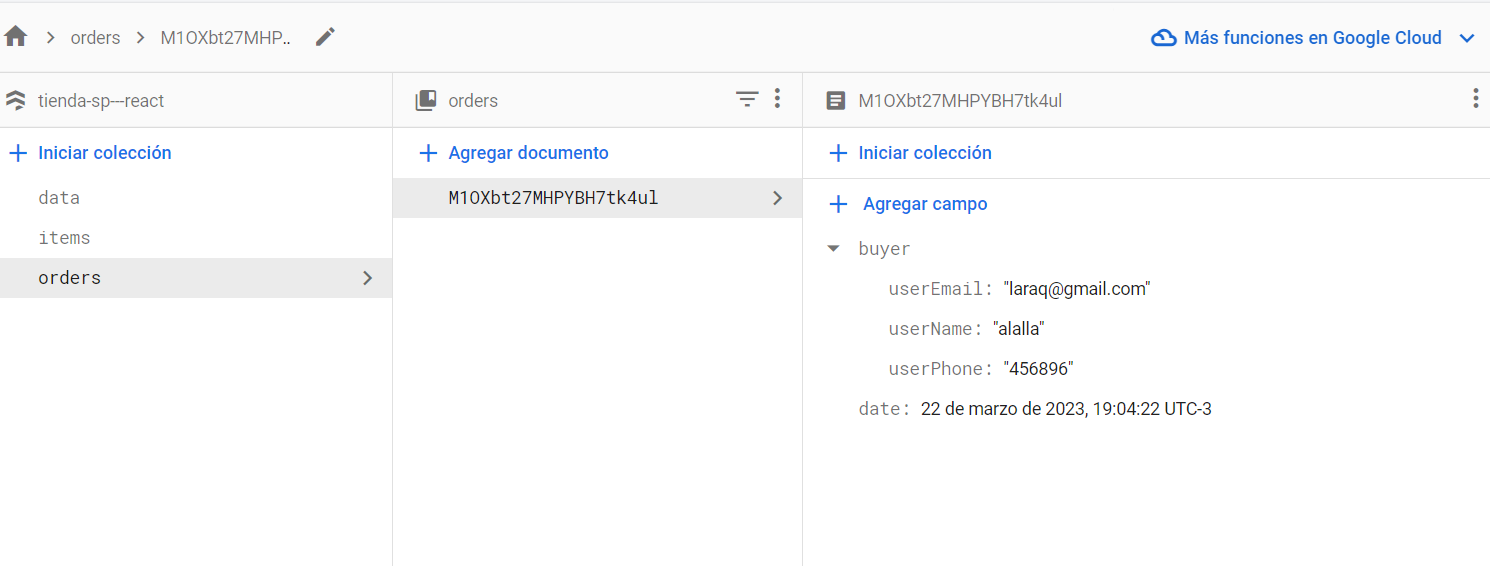 orders
M1OXbt27MHP..
Más funciones en Google Cloud
tienda-sp---react
Iniciar colección
data
items
orders
orders
Agregar documento
M1OXbt27MHPYBH7tk4ul
M1OXbt27MHPYBH7tk4ul
Iniciar colección
Agregar campo
buyer
userEmail: "laraq@gmail.com"
userName: "alalla"
userPhone: "456896"
date: 22 de marzo de 2023, 19:04:22 UTC-3